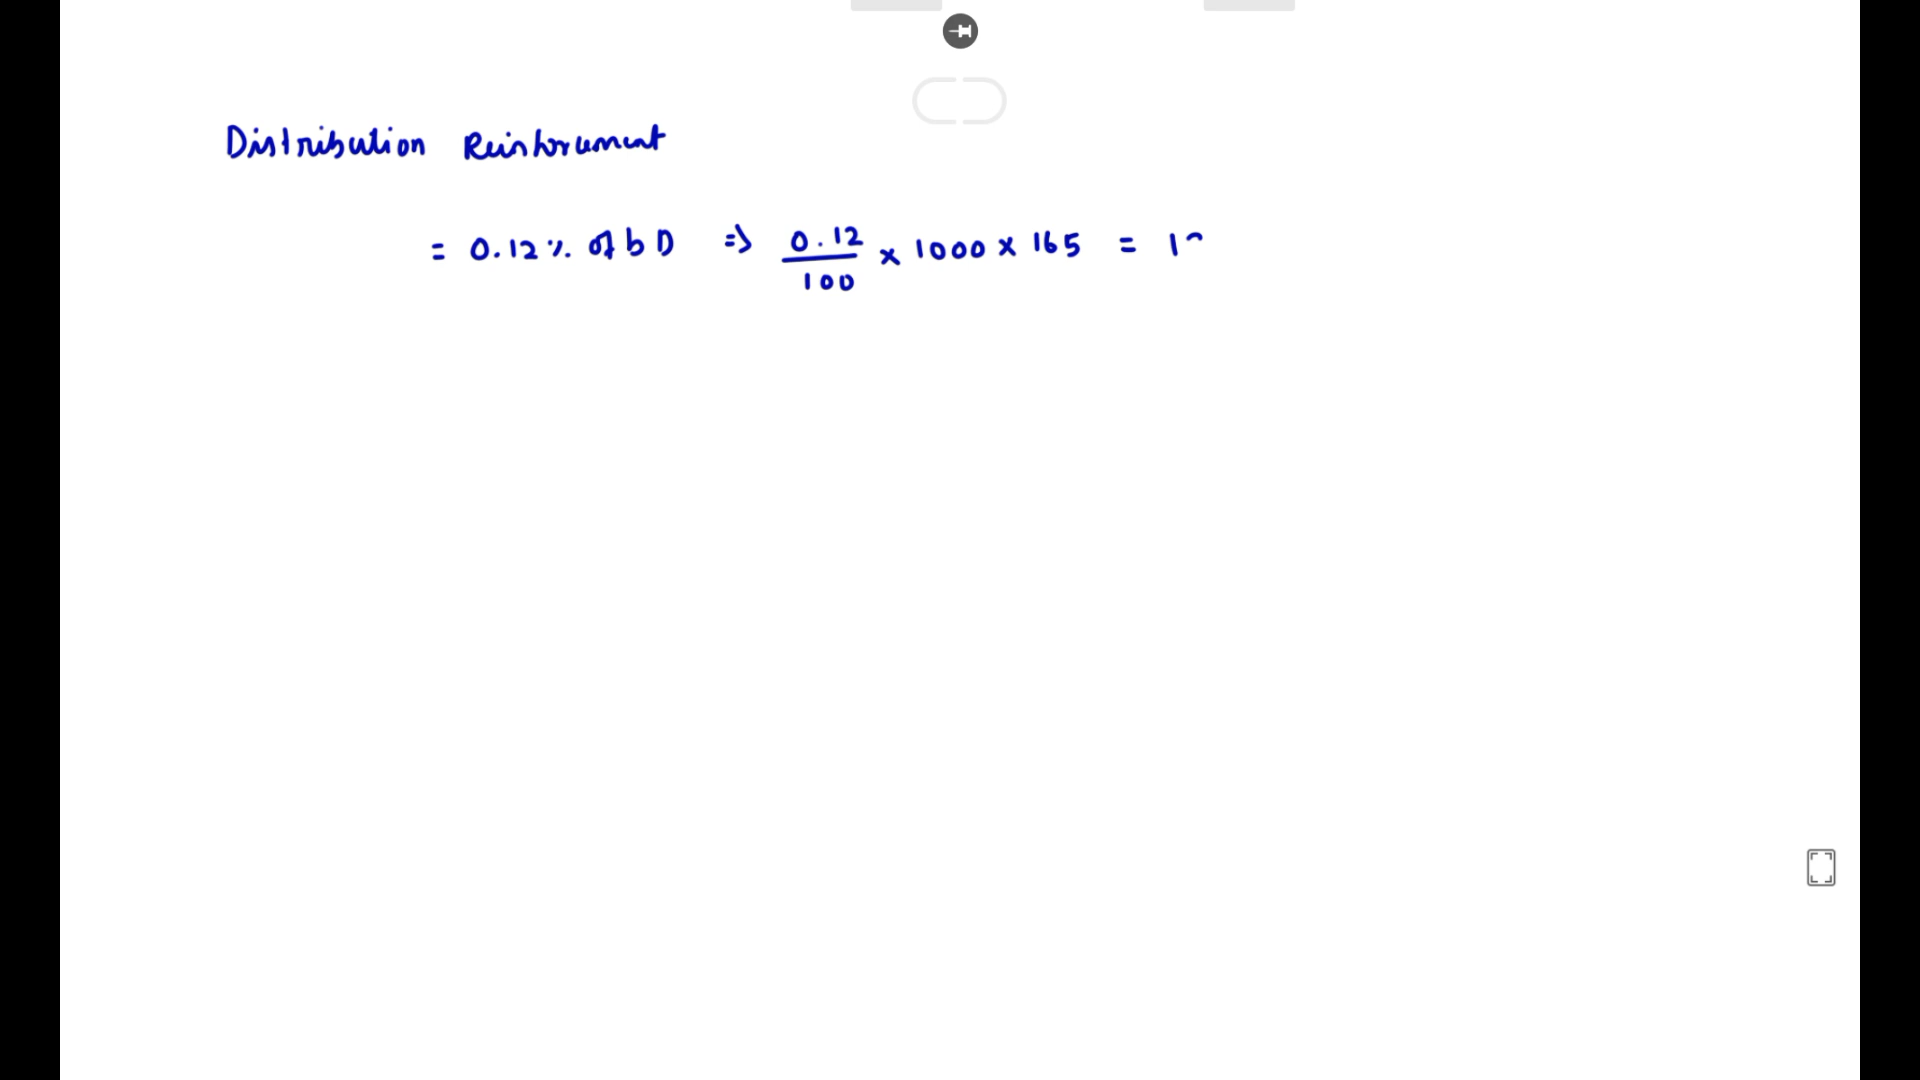 Distribution Reinforcement
= 0.12 % of b D => 0.12/100 x 1000 x 165 = 1